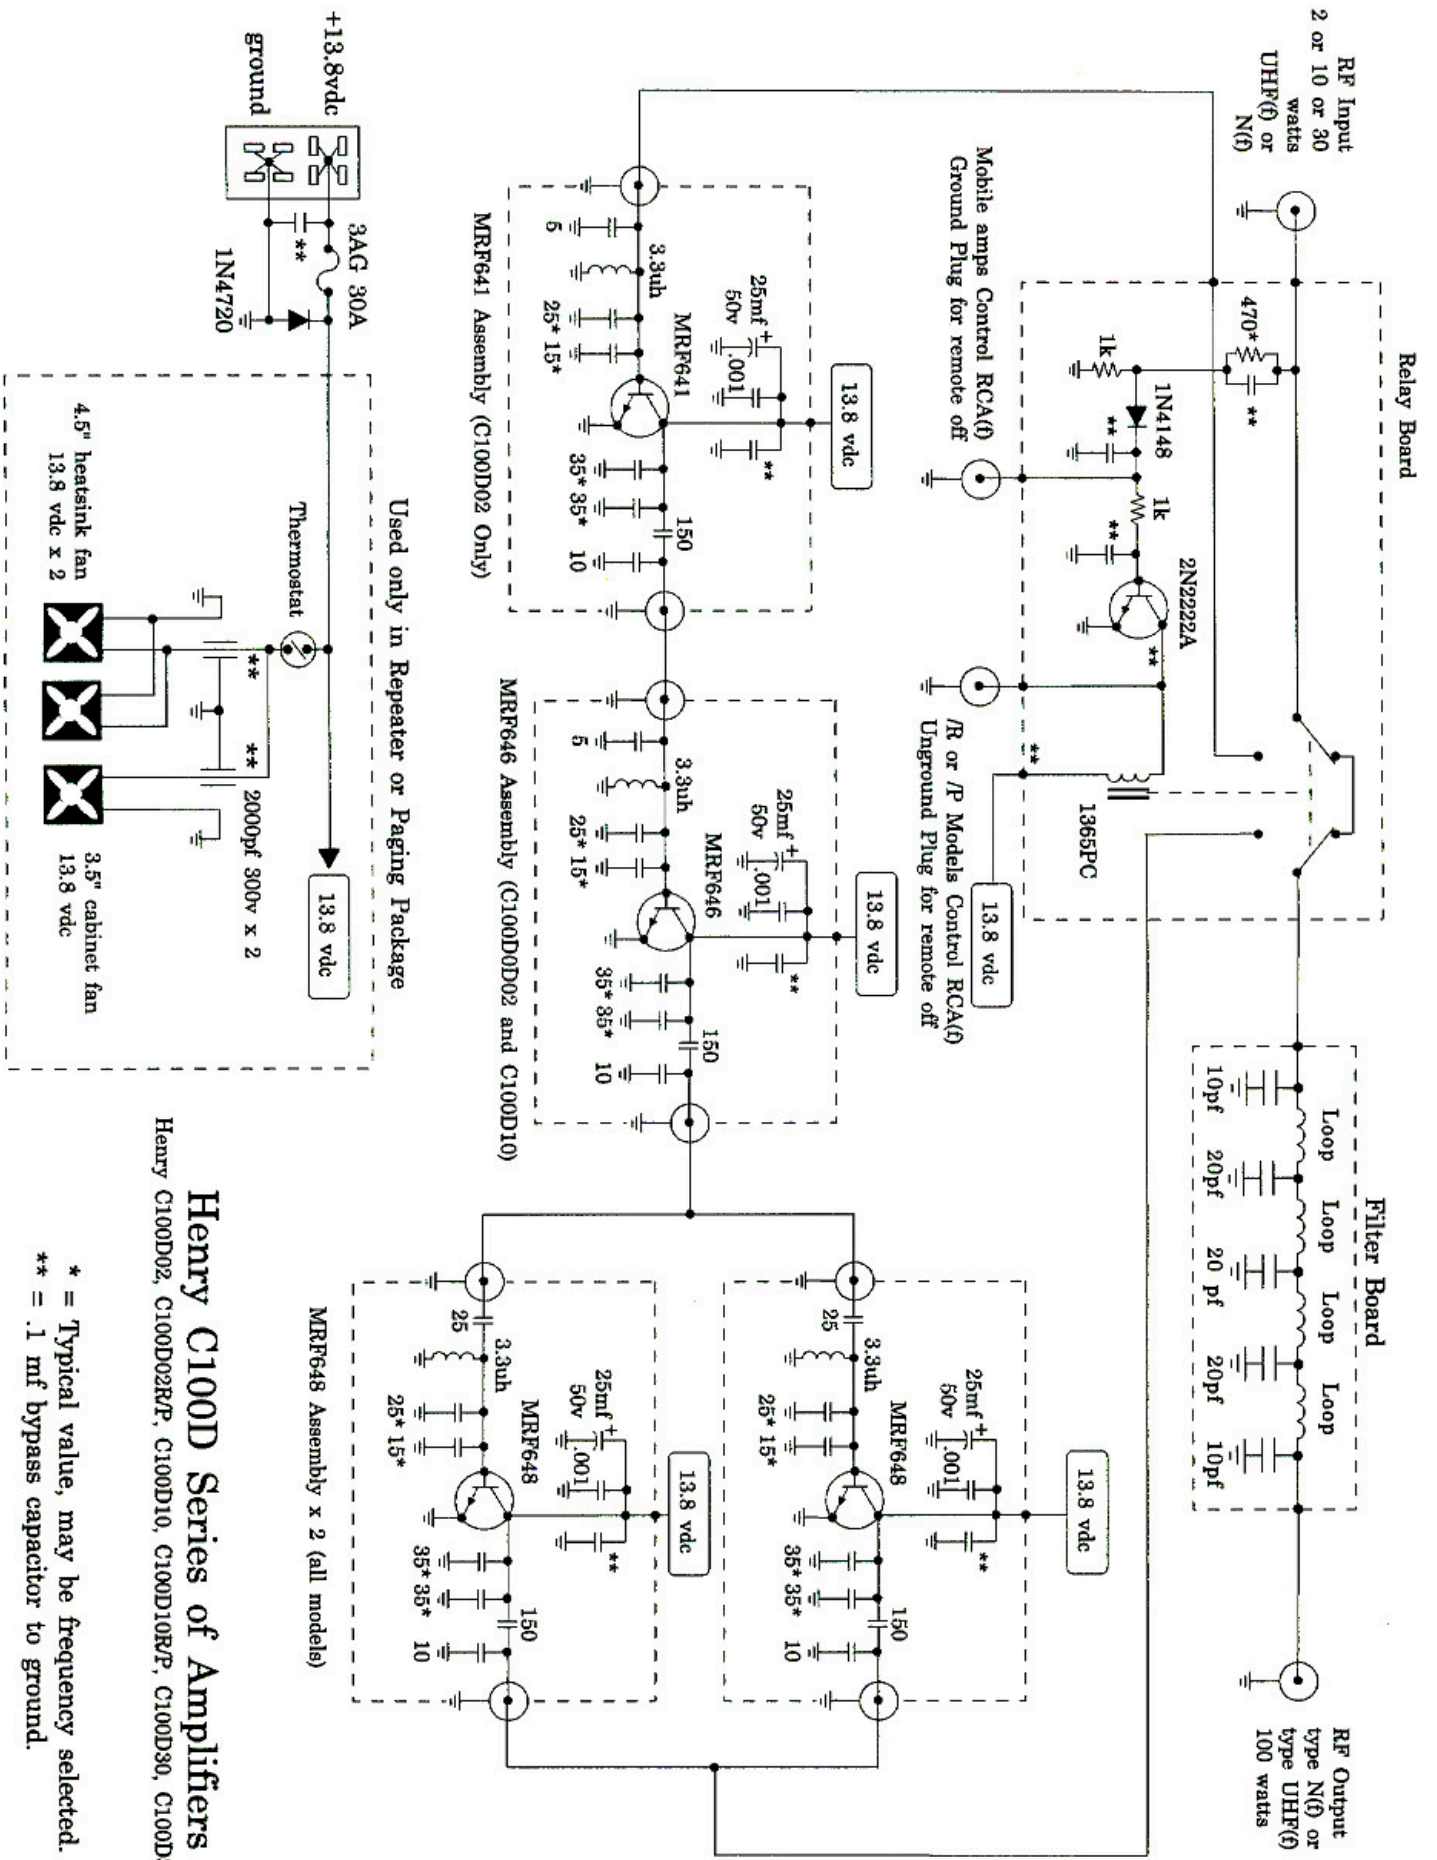 RF Input
2 or 10 or 30
watts
UHF(f) or
N(f)
Relay Board
470*
**
1k
1N4148
**
1k
**
2N2222A
**
**
1365PC
13.8 vdc
Mobile amps Control RCA(f)
Ground Plug for remote off
/R or /P Models Control RCA(f)
Unground Plug for remote off
Filter Board
Loop
Loop
Loop
Loop
10pf
20pf
20 pf
20pf
10pf
RF Output
type N(f) or
type UHF(f)
100 watts
13.8 vdc
25mf +
50v
.001
**
MRF641
3.3uh
5
25* 15*
35* 35*
150
10
MRF641 Assembly (C100D02 Only)
13.8 vdc
25mf +
50v
.001
**
MRF646
3.3uh
5
25* 15*
35* 35*
150
10
MRF646 Assembly (C100D0D02 and C100D10)
13.8 vdc
25mf +
50v
.001
**
MRF648
3.3uh
25
25* 15*
35* 35*
150
10
13.8 vdc
25mf +
50v
.001
**
MRF648
3.3uh
25
25* 15*
35* 35*
150
10
MRF648 Assembly x 2 (all models)
+13.8vdc
ground
3AG 30A
**
1N4720
Used only in Repeater or Paging Package
Thermostat
13.8 vdc
**
** 2000pf 300v x 2
4.5" heatsink fan
13.8 vdc x 2
3.5" cabinet fan
13.8 vdc
Henry C100D Series of Amplifiers
Henry C100D02, C100D02R/P, C100D10, C100D10R/P, C100D30,
* = Typical value, may be frequency selected.
** = .1 mf bypass capacitor to ground.